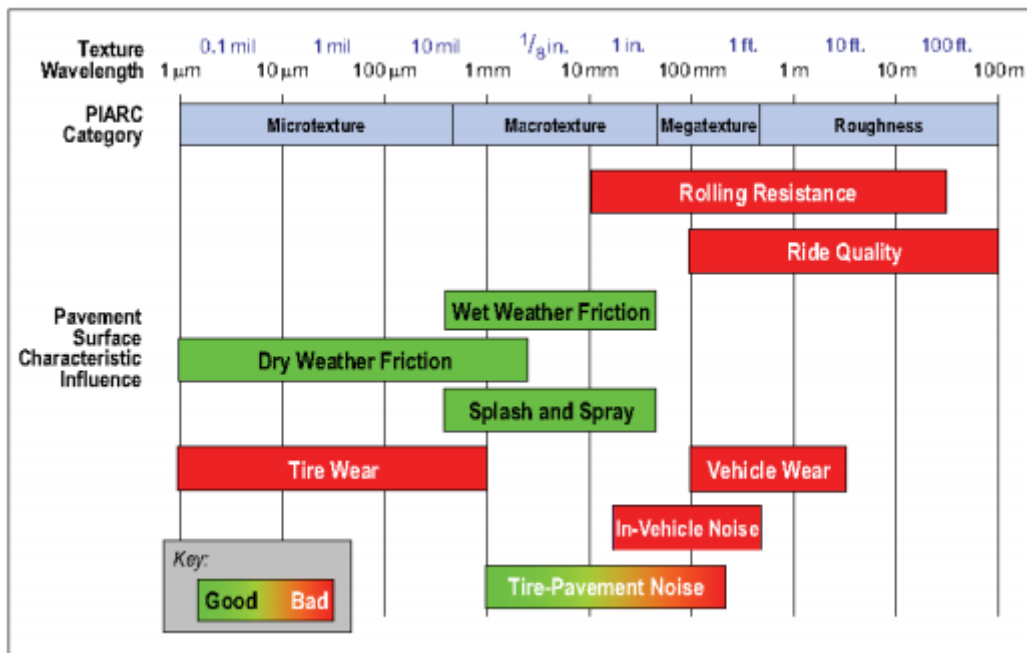 Texture
Wavelength
0.1 mil 1 mil 10 mil 1/8 in. 1 in. 1 ft. 10 ft. 100 ft.
1 μm 10 μm 100 μm 1 mm 10 mm 100 mm 1 m 10 m 100 m
PIARC
Category
Microtexture Macrotexture Megatexture Roughness
Rolling Resistance
Ride Quality
Pavement
Surface
Characteristic
Influence
Wet Weather Friction
Dry Weather Friction
Splash and Spray
Tire Wear Vehicle Wear
In-Vehicle Noise
Tire-Pavement Noise
Key:
Good Bad